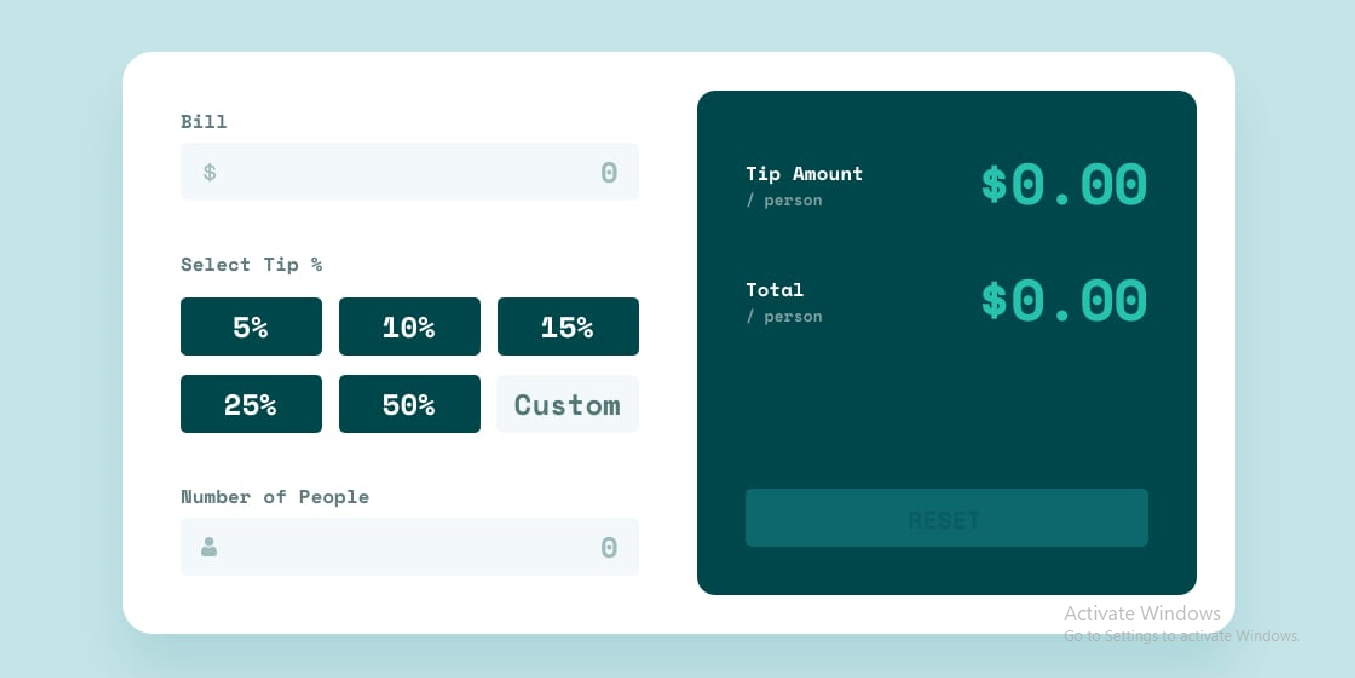 Bill
$ 0
Select Tip %
5% 10% 15%
25% 50% Custom
Number of People
0
Tip Amount
/ person
$0.00
Total
/ person
$0.00
RESET
Activate Windows
Go to Settings to activate Windows.